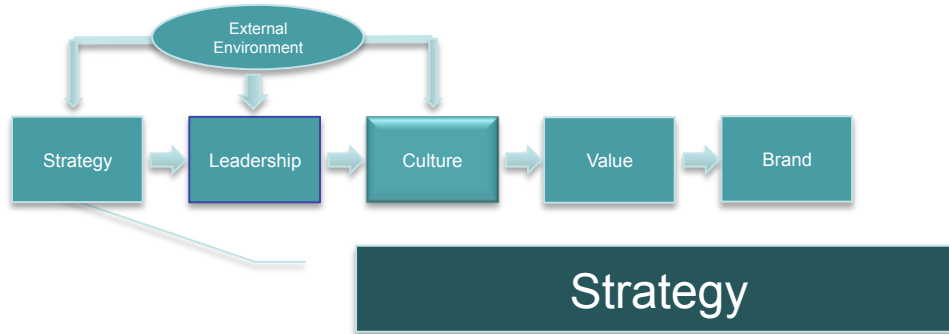 External
Environment
Strategy
Leadership
Culture
Value
Brand
Strategy